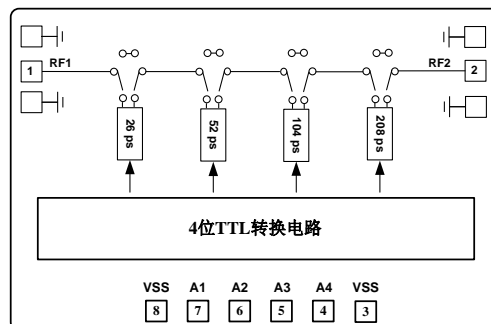 1 RF1 RF2 2
26 ps 52 ps 104 ps 208 ps
4位TTL转换电路
VSS A1 A2 A3 A4 VSS
8 7 6 5 4 3